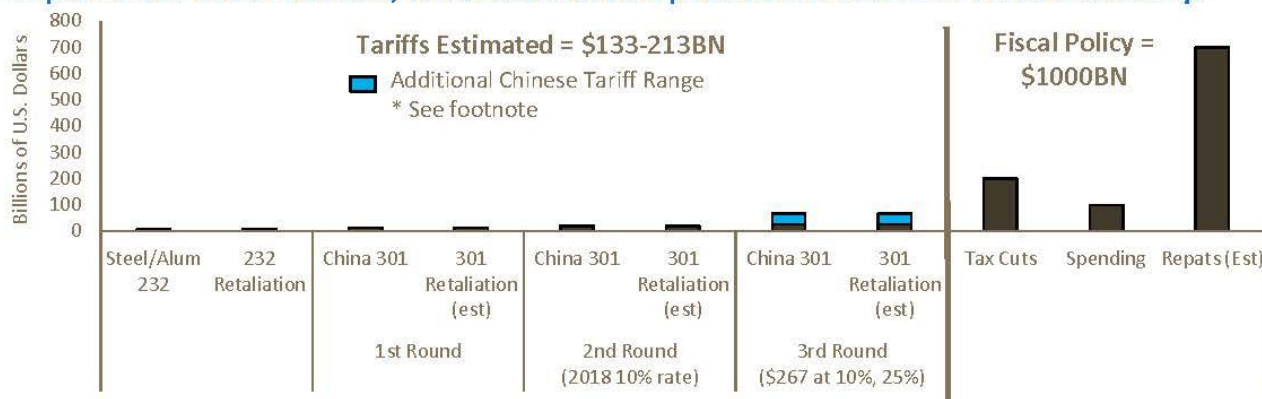 800
700
600
500
400
300
200
100
0
Billions of U.S. Dollars
Tariffs Estimated = $133-213BN
Additional Chinese Tariff Range
* See footnote
Fiscal Policy =
$1000BN
Steel/Alum
232
232
Retaliation
China 301
301
Retaliation
(est)
China 301
301
Retaliation
(est)
China 301
301
Retaliation
(est)
Tax Cuts
Spending
Repats (Est)
1st Round
2nd Round
(2018 10% rate)
3rd Round
($267 at 10%, 25%)